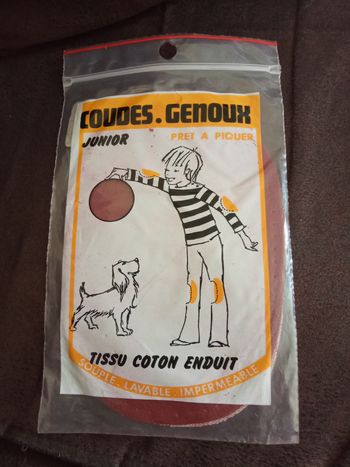 COUDES.GENOUX
JUNIOR
PRET A PIQUER
TISSU COTON ENDUIT
SOUPLE. LAVABLE. IMPERMEABLE